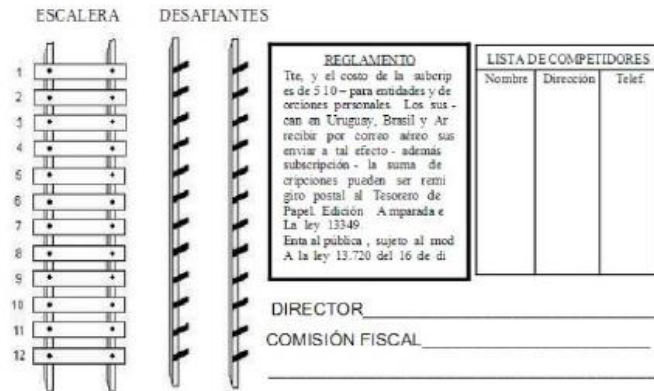 ESCALERA DESAFIANTES
1
2
3
4
5
6
7
8
9
10
11
12
REGLAMENTO
Tte, y el costo de la subcrip
es de 510 – para entidades y de
orciones personales. Los sus -
can en Uruguay, Brasil y Ar
recibir por correo aéreo sus
enviar a tal efecto - además
subscripción - la suma de
cripciones pueden ser remi
giro postal al Tesorero de
Papel. Edición Amparada e
La ley 13349.
Enta al pública , sujeto al mod
A la ley 13.720 del 16 de di
LISTA DE COMPETIDORES
Nombre Dirección Telef.
DIRECTOR
COMISIÓN FISCAL